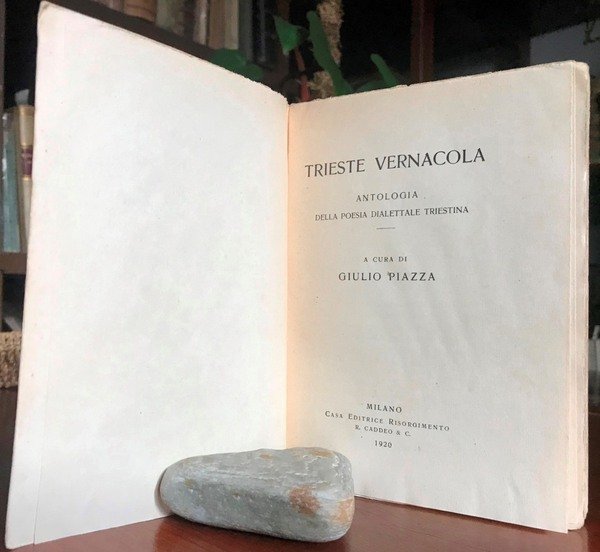 TRIESTE VERNACOLA
ANTOLOGIA
DELLA POESIA DIALETTALE TRIESTINA
A CURA DI
GIULIO PIAZZA
MILANO
CASA EDITRICE RISORGIMENTO
R. CADDEO & C.
1920